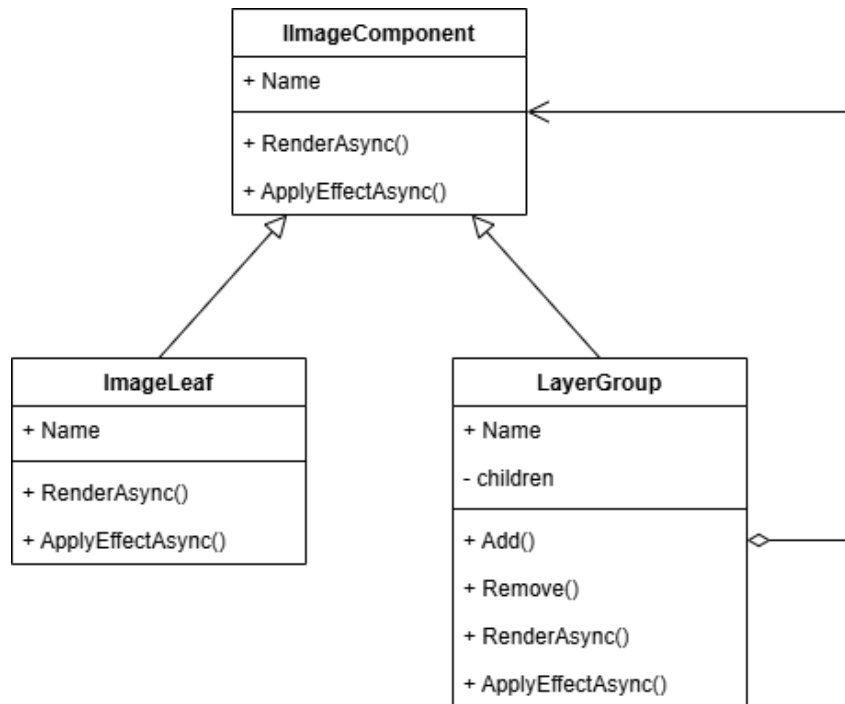 IImageComponent
+ Name
+ RenderAsync()
+ ApplyEffectAsync()
ImageLeaf
+ Name
+ RenderAsync()
+ ApplyEffectAsync()
LayerGroup
+ Name
- children
+ Add()
+ Remove()
+ RenderAsync()
+ ApplyEffectAsync()